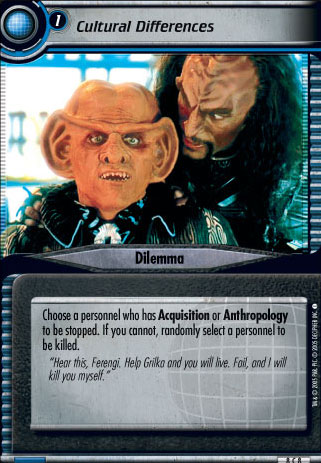 1 Cultural Differences
Dilemma
Choose a personnel who has Acquisition or Anthropology
to be stopped. If you cannot, randomly select a personnel to
be killed.
"Hear this, Ferengi. Help Grilka and you will live. Fail, and I will
kill you myself."
8 C 8